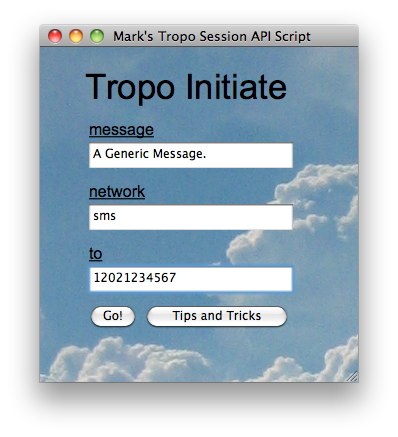 Mark's Tropo Session API Script
Tropo Initiate
message
A Generic Message.
network
sms
to
12021234567
Go! Tips and Tricks